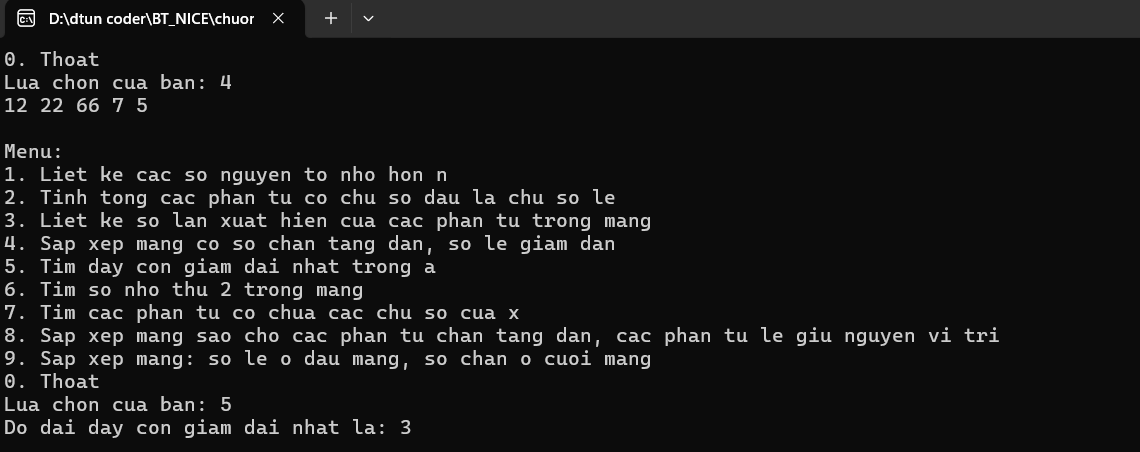 D:\dtun coder\BT_NICE\chuor
0. Thoat
Lua chon cua ban: 4
12 22 66 7 5
Menu:
1. Liet ke cac so nguyen to nho hon n
2. Tinh tong cac phan tu co chu so dau la chu so le
3. Liet ke so lan xuat hien cua cac phan tu trong mang
4. Sap xep mang co so chan tang dan, so le giam dan
5. Tim day con giam dai nhat trong a
6. Tim so nho thu 2 trong mang
7. Tim cac phan tu co chua cac chu so cua x
8. Sap xep mang sao cho cac phan tu chan tang dan, cac phan tu le giu nguyen vi tri
9. Sap xep mang: so le o dau mang, so chan o cuoi mang
0. Thoat
Lua chon cua ban: 5
Do dai day con giam dai nhat la: 3